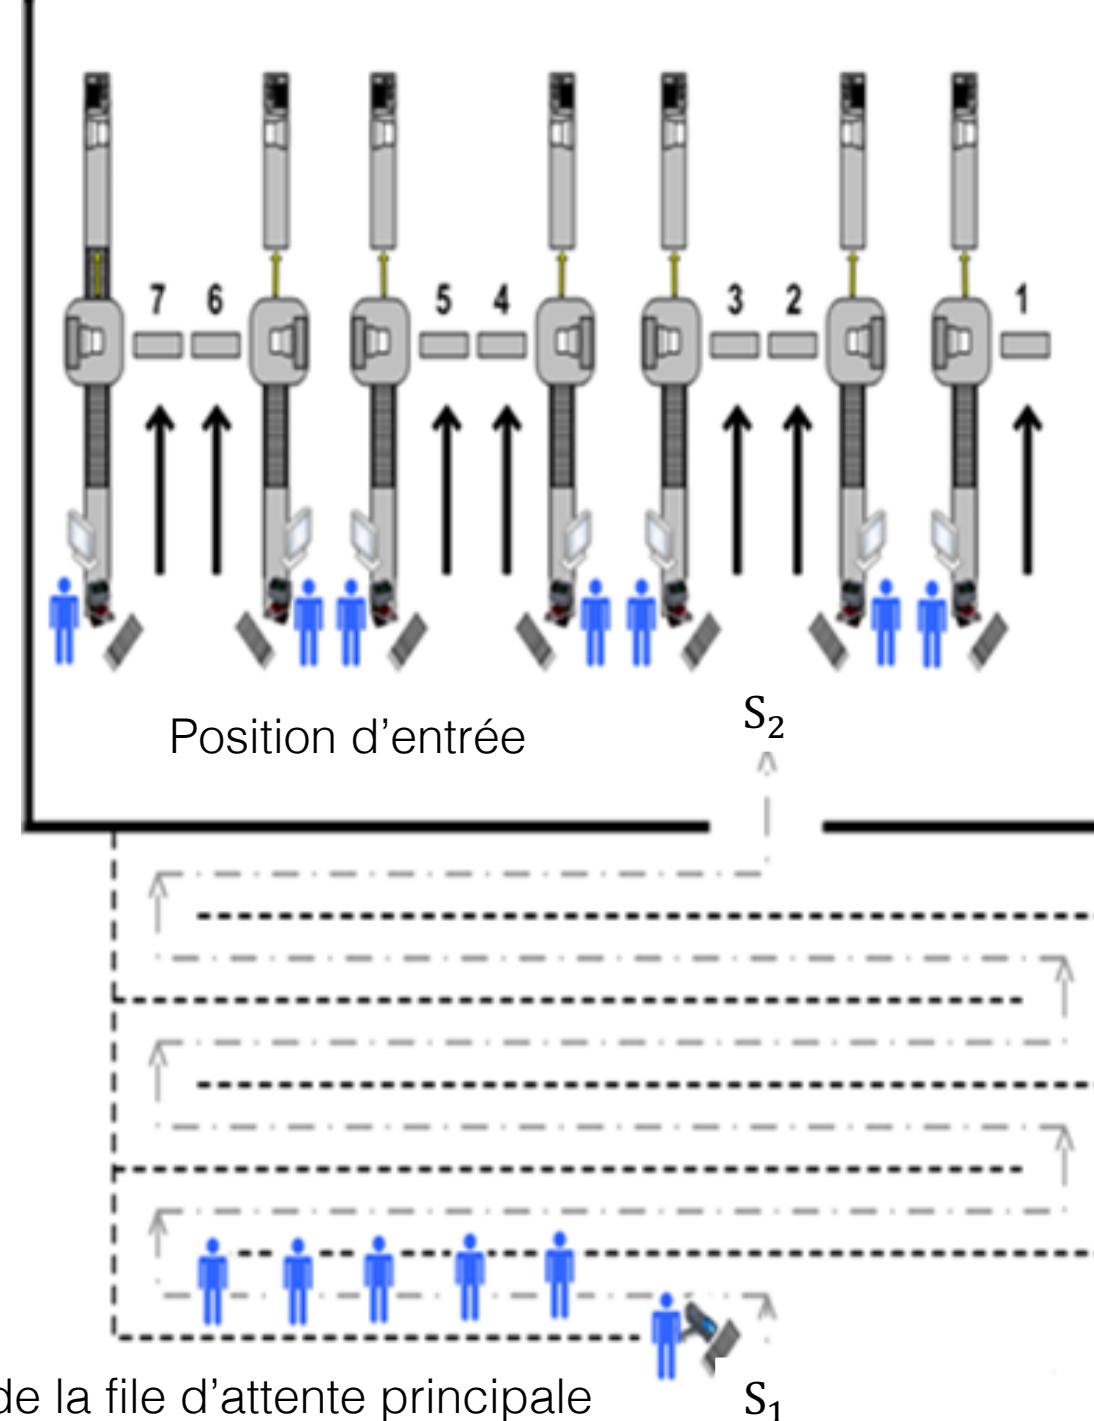 7 6 5 4 3 2 1
Position d’entrée
S₂
de la file d’attente principale
S₁